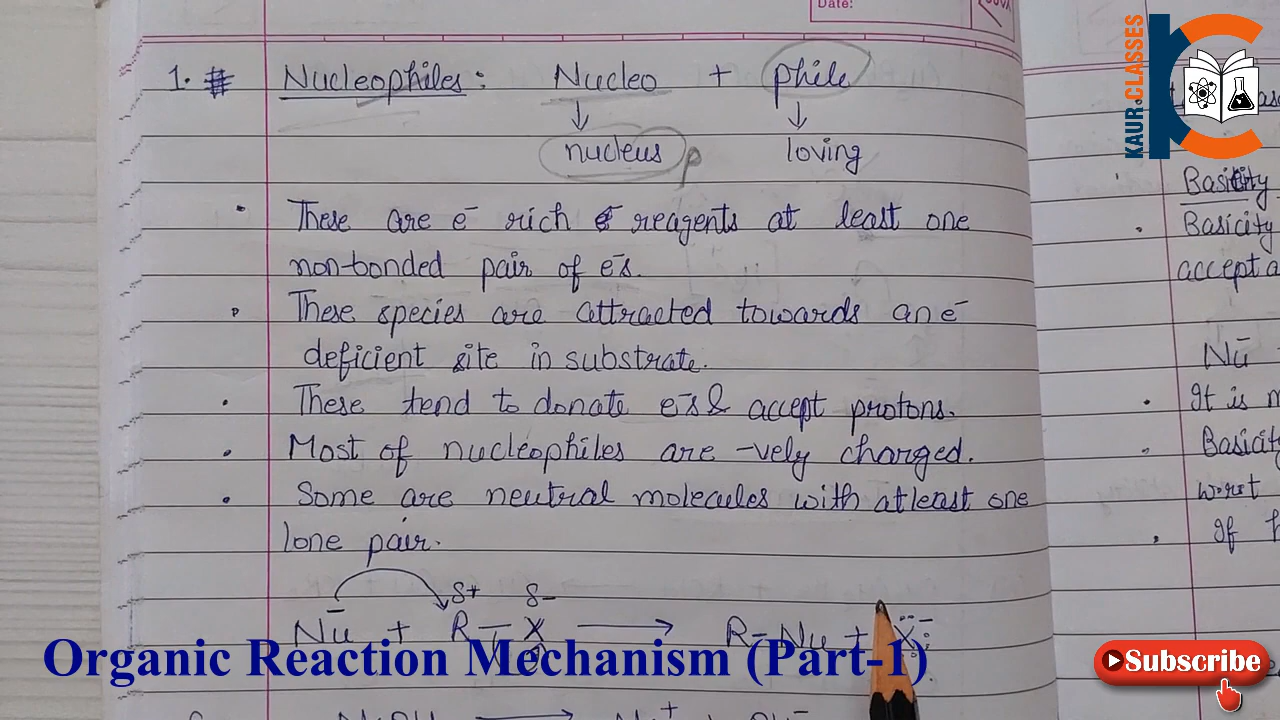 Date:
KAUR.CLASSES
1. # Nucleophiles : Nucleo + phile
↓ ↓
nucleus p loving
• These are e⁻ rich reagents at least one
non-bonded pair of e⁻s.
• These species are attracted towards an e⁻
deficient site in substrate.
• These tend to donate e⁻s & accept protons.
• Most of nucleophiles are -vely charged.
• Some are neutral molecules with atleast one
lone pair.
δ+ δ-
N̄u + R – X ⟶ R-Nu + X:⁻
Organic Reaction Mechanism (Part-1)
Subscribe
Basicity
• Basicity
accept a
Nū
• It is m
• Basicity
w.r.t
• If